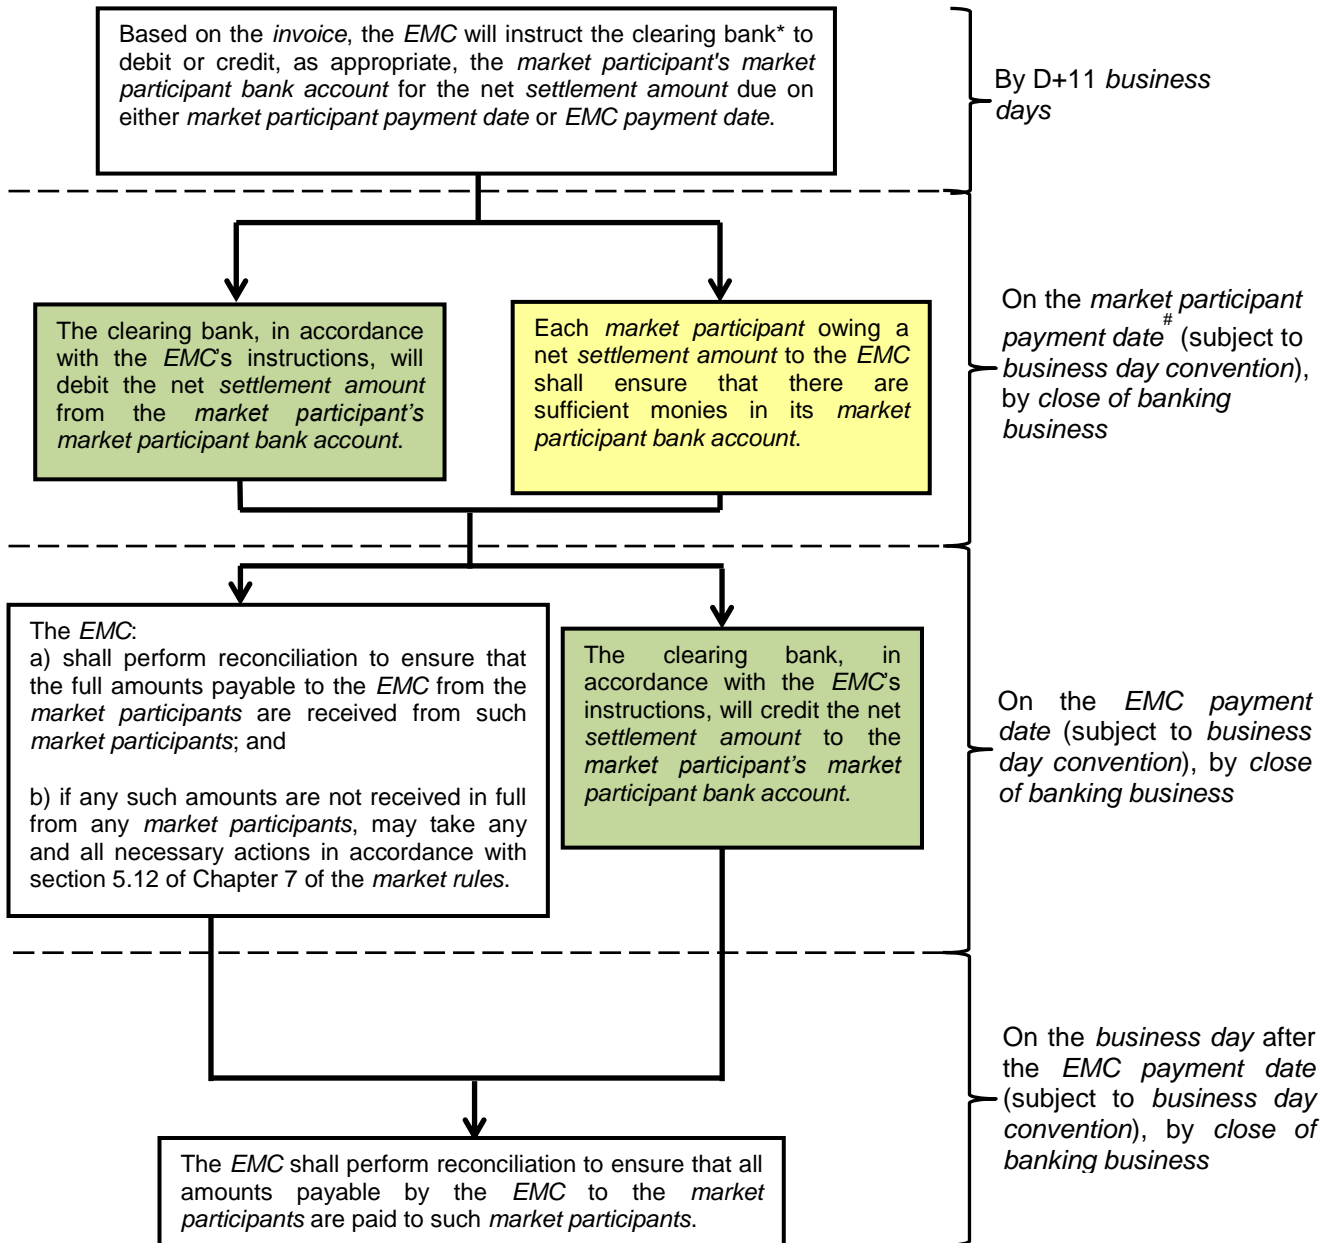 Based on the invoice, the EMC will instruct the clearing bank* to
debit or credit, as appropriate, the market participant's market
participant bank account for the net settlement amount due on
either market participant payment date or EMC payment date.
By D+11 business
days
The clearing bank, in accordance
with the EMC's instructions, will
debit the net settlement amount
from the market participant's
market participant bank account.
Each market participant owing a
net settlement amount to the EMC
shall ensure that there are
sufficient monies in its market
participant bank account.
On the market participant
payment date# (subject to
business day convention),
by close of banking
business
The EMC:
a) shall perform reconciliation to ensure that
the full amounts payable to the EMC from the
market participants are received from such
market participants; and
b) if any such amounts are not received in full
from any market participants, may take any
and all necessary actions in accordance with
section 5.12 of Chapter 7 of the market rules.
The clearing bank, in
accordance with the EMC's
instructions, will credit the net
settlement amount to the
market participant's market
participant bank account.
On the EMC payment
date (subject to business
day convention), by close
of banking business
The EMC shall perform reconciliation to ensure that all
amounts payable by the EMC to the market
participants are paid to such market participants.
On the business day after
the EMC payment date
(subject to business day
convention), by close of
banking business